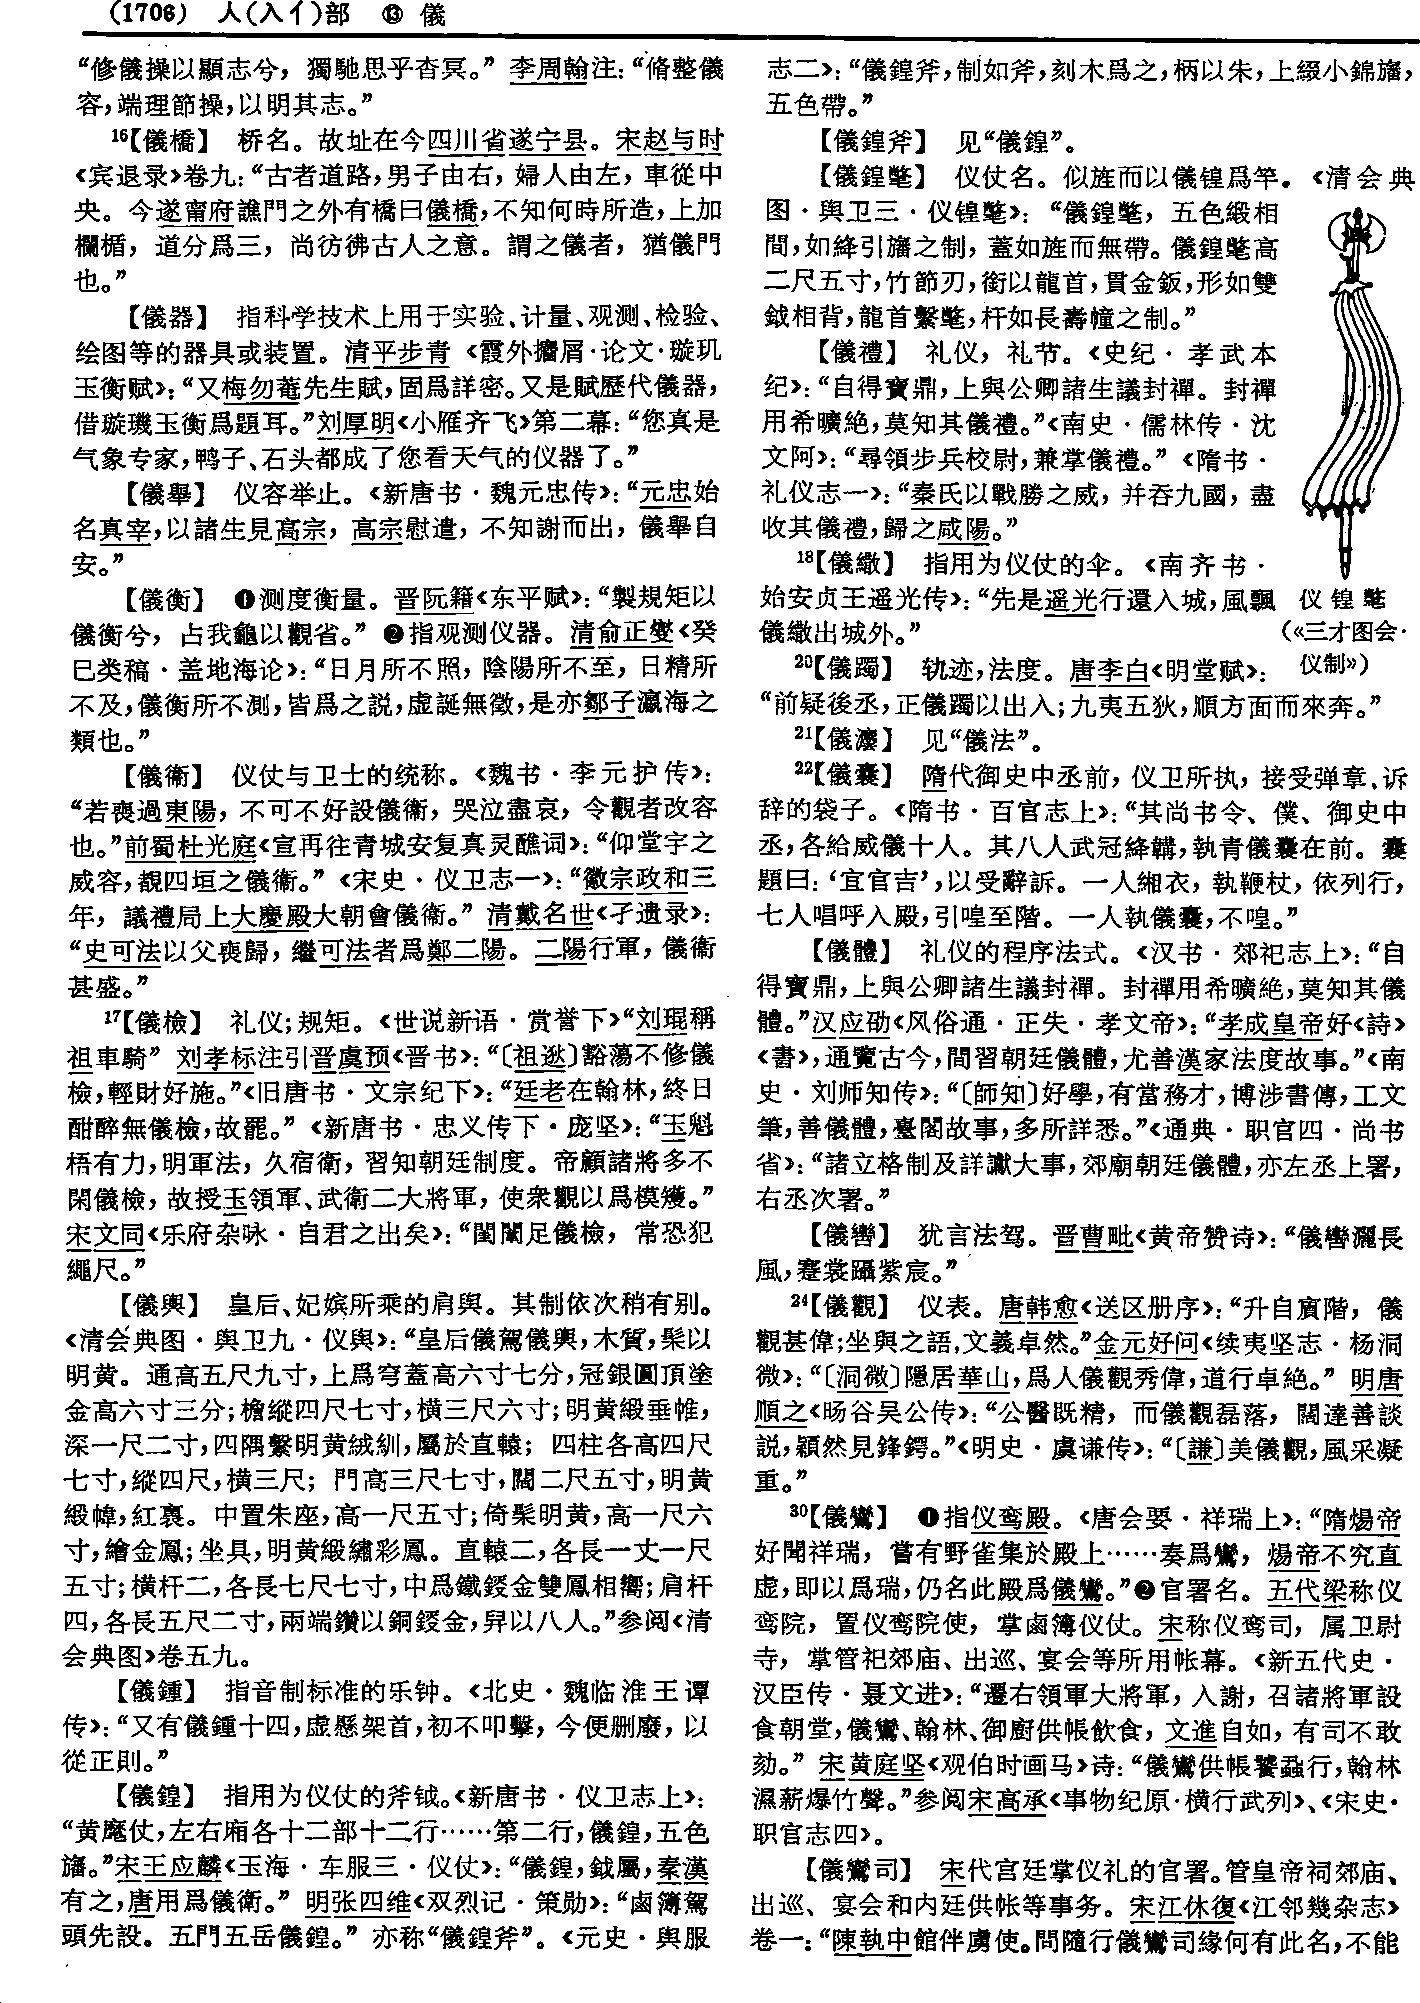 (1706) 人(入亻)部 ⑬ 儀
“修儀操以顯志兮，獨馳思乎杳冥。”李周翰注：“脩整儀
容，端理節操，以明其志。”
16【儀橋】 桥名。故址在今四川省遂宁县。宋赵与时
《宾退录》卷九：“古者道路，男子由右，婦人由左，車從中
央。今遂甯府譙門之外有橋曰儀橋，不知何時所造，上加
欄楯，道分爲三，尚彷彿古人之意。謂之儀者，猶儀門
也。”
【儀器】 指科学技术上用于实验、计量、观测、检验、
绘图等的器具或装置。清平步青《霞外攟屑·论文·璇玑
玉衡赋》：“又梅勿菴先生賦，固爲詳密。又是賦歷代儀器，
借璇璣玉衡爲題耳。”刘厚明《小雁齐飞》第二幕：“您真是
气象专家，鸭子、石头都成了您看天气的仪器了。”
【儀舉】 仪容举止。《新唐书·魏元忠传》：“元忠始
名真宰，以諸生見高宗，高宗慰遣，不知謝而出，儀舉自
安。”
【儀衡】 ❶测度衡量。晋阮籍《东平赋》：“製規矩以
儀衡兮，占我龜以觀省。”❷指观测仪器。清俞正燮《癸
巳类稿·盖地海论》：“日月所不照，陰陽所不至，日精所
不及，儀衡所不測，皆爲之説，虚誕無徵，是亦鄒子瀛海之
類也。”
【儀衞】 仪仗与卫士的统称。《魏书·李元护传》：
“若喪過東陽，不可不好設儀衞，哭泣盡哀，令觀者改容
也。”前蜀杜光庭《宣再往青城安复真灵醮词》：“仰堂宇之
威容，覩四垣之儀衞。”《宋史·仪卫志一》：“徽宗政和三
年，議禮局上大慶殿大朝會儀衞。”清戴名世《孑遗录》：
“史可法以父喪歸，繼可法者爲鄭二陽。二陽行軍，儀衞
甚盛。”
17【儀檢】 礼仪；规矩。《世说新语·赏誉下》“刘琨稱
祖車騎”刘孝标注引晋虞预《晋书》：“〔祖逖〕豁蕩不修儀
檢，輕財好施。”《旧唐书·文宗纪下》：“廷老在翰林，終日
酣醉無儀檢，故罷。”《新唐书·忠义传下·庞坚》：“玉魁
梧有力，明軍法，久宿衛，習知朝廷制度。帝顧諸將多不
閑儀檢，故授玉領軍、武衛二大將軍，使衆觀以爲模矱。”
宋文同《乐府杂咏·自君之出矣》：“閨闈足儀檢，常恐犯
繩尺。”
【儀輿】 皇后、妃嫔所乘的肩舆。其制依次稍有别。
《清会典图·舆卫九·仪舆》：“皇后儀駕儀輿，木質，髹以
明黄。通高五尺九寸，上爲穹蓋高六寸七分，冠銀圓頂塗
金高六寸三分；檐縱四尺七寸，横三尺六寸；明黄緞垂帷，
深一尺二寸，四隅繫明黄絨紃，屬於直轅；四柱各高四尺
七寸，縱四尺，横三尺；門高三尺七寸，闊二尺五寸，明黄
緞幃，紅裏。中置朱座，高一尺五寸；倚髹明黄，高一尺六
寸，繪金鳳；坐具，明黄緞繡彩鳳。直轅二，各長一丈一尺
五寸；横杆二，各長七尺七寸，中爲鐵鋄金雙鳳相嚮；肩杆
四，各長五尺二寸，兩端鑽以銅鋄金，舁以八人。”参阅《清
会典图》卷五九。
【儀鍾】 指音制标准的乐钟。《北史·魏临淮王谭
传》：“又有儀鍾十四，虚懸架首，初不叩擊，今便删廢，以
從正則。”
【儀鍠】 指用为仪仗的斧钺。《新唐书·仪卫志上》：
“黄麾仗，左右廂各十二部十二行……第二行，儀鍠，五色
旛。”宋王应麟《玉海·车服三·仪仗》：“儀鍠，鉞屬，秦漢
有之，唐用爲儀衛。”明张四维《双烈记·策勋》：“鹵簿駕
頭先設。五門五岳儀鍠。”亦称“儀鍠斧”。《元史·舆服
志二》：“儀鍠斧，制如斧，刻木爲之，柄以朱，上綴小錦旛，
五色帶。”
【儀鍠斧】 见“儀鍠”。
【儀鍠氅】 仪仗名。似旌而以儀锽爲竿。《清会典
图·舆卫三·仪锽氅》：“儀鍠氅，五色緞相
間，如絳引旛之制，蓋如旌而無帶。儀鍠氅高
二尺五寸，竹節刃，銜以龍首，貫金鈑，形如雙
鉞相背，龍首繫氅，杆如長壽幢之制。”
【儀禮】 礼仪，礼节。《史纪·孝武本
纪》：“自得寶鼎，上與公卿諸生議封禪。封禪
用希曠絶，莫知其儀禮。”《南史·儒林传·沈
文阿》：“尋領步兵校尉，兼掌儀禮。”《隋书·
礼仪志一》：“秦氏以戰勝之威，并吞九國，盡
收其儀禮，歸之咸陽。”
18【儀繖】 指用为仪仗的伞。《南齐书·
始安贞王遥光传》：“先是遥光行還入城，風飄
儀繖出城外。”
仪锽氅
（《三才图会·
仪制》）
20【儀躅】 轨迹，法度。唐李白《明堂赋》：
“前疑後丞，正儀躅以出入；九夷五狄，順方面而來奔。”
21【儀灋】 见“儀法”。
22【儀囊】 隋代御史中丞前，仪卫所执，接受弹章、诉
辞的袋子。《隋书·百官志上》：“其尚书令、僕、御史中
丞，各給威儀十人。其八人武冠絳韝，執青儀囊在前。囊
題曰：‘宜官吉’，以受辭訴。一人緗衣，執鞭杖，依列行，
七人唱呼入殿，引喤至階。一人執儀囊，不喤。”
【儀體】 礼仪的程序法式。《汉书·郊祀志上》：“自
得寶鼎，上與公卿諸生議封禪。封禪用希曠絶，莫知其儀
體。”汉应劭《风俗通·正失·孝文帝》：“孝成皇帝好《詩》
《書》，通覽古今，間習朝廷儀體，尤善漢家法度故事。”《南
史·刘师知传》：“〔師知〕好學，有當務才，博涉書傳，工文
筆，善儀體，臺閣故事，多所詳悉。”《通典·职官四·尚书
省》：“諸立格制及詳讞大事，郊廟朝廷儀體，亦左丞上署，
右丞次署。”
【儀轡】 犹言法驾。晋曹毗《黄帝赞诗》：“儀轡灑長
風，蹇裳躡紫宸。”
24【儀觀】 仪表。唐韩愈《送区册序》：“升自賓階，儀
觀甚偉；坐與之語，文義卓然。”金元好问《续夷坚志·杨洞
微》：“〔洞微〕隱居華山，爲人儀觀秀偉，道行卓絶。”明唐
順之《旸谷吴公传》：“公醫既精，而儀觀磊落，闊達善談
説，穎然見鋒鍔。”《明史·虞谦传》：“〔謙〕美儀觀，風采凝
重。”
30【儀鸞】 ❶指仪鸾殿。《唐会要·祥瑞上》：“隋煬帝
好聞祥瑞，嘗有野雀集於殿上……奏爲鸞，煬帝不究直
虚，即以爲瑞，仍名此殿爲儀鸞。”❷官署名。五代梁称仪
鸾院，置仪鸾院使，掌鹵簿仪仗。宋称仪鸾司，属卫尉
寺，掌管祀郊庙、出巡、宴会等所用帐幕。《新五代史·
汉臣传·聂文进》：“遷右領軍大將軍，入謝，召諸將軍設
食朝堂，儀鸞、翰林、御廚供帳飲食，文進自如，有司不敢
劾。”宋黄庭坚《观伯时画马》诗：“儀鸞供帳饕蝨行，翰林
濕薪爆竹聲。”参阅宋高承《事物纪原·横行武列》、《宋史·
职官志四》。
【儀鸞司】 宋代宫廷掌仪礼的官署。管皇帝祠郊庙、
出巡、宴会和内廷供帐等事务。宋江休復《江邻幾杂志》
卷一：“陳執中館伴虜使。問隨行儀鸞司緣何有此名，不能